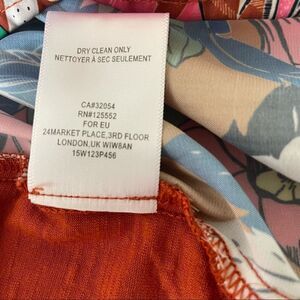 DRY CLEAN ONLY
NETTOYER À SEC SEULEMENT
CA#32054
RN#125552
FOR EU
24MARKET PLACE,3RD FLOOR
LONDON,UK WIW8AN
15W123P456